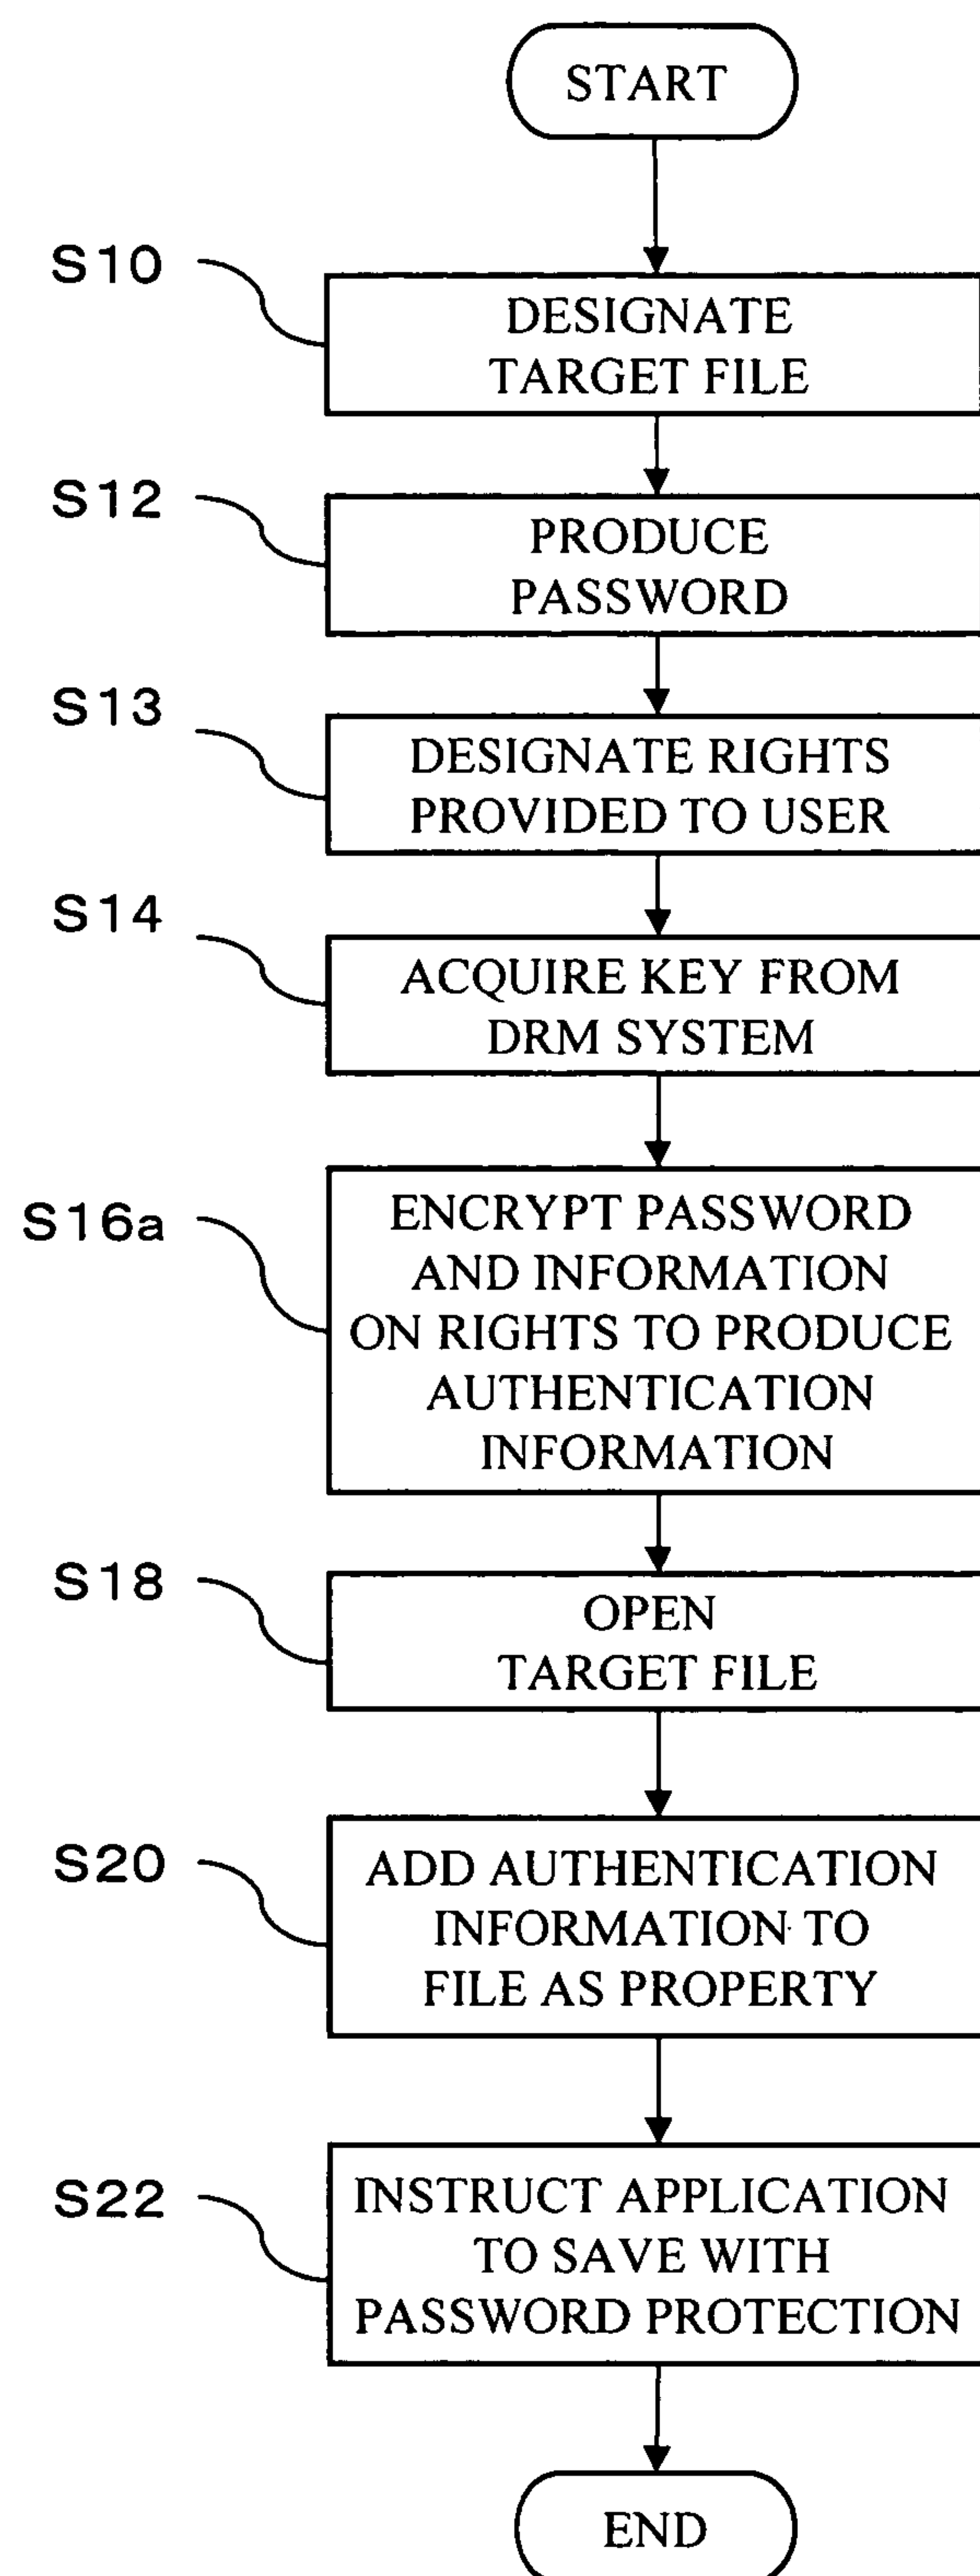 START
S10
DESIGNATE
TARGET FILE
S12
PRODUCE
PASSWORD
S13
DESIGNATE RIGHTS
PROVIDED TO USER
S14
ACQUIRE KEY FROM
DRM SYSTEM
S16a
ENCRYPT PASSWORD
AND INFORMATION
ON RIGHTS TO PRODUCE
AUTHENTICATION
INFORMATION
S18
OPEN
TARGET FILE
S20
ADD AUTHENTICATION
INFORMATION TO
FILE AS PROPERTY
S22
INSTRUCT APPLICATION
TO SAVE WITH
PASSWORD PROTECTION
END